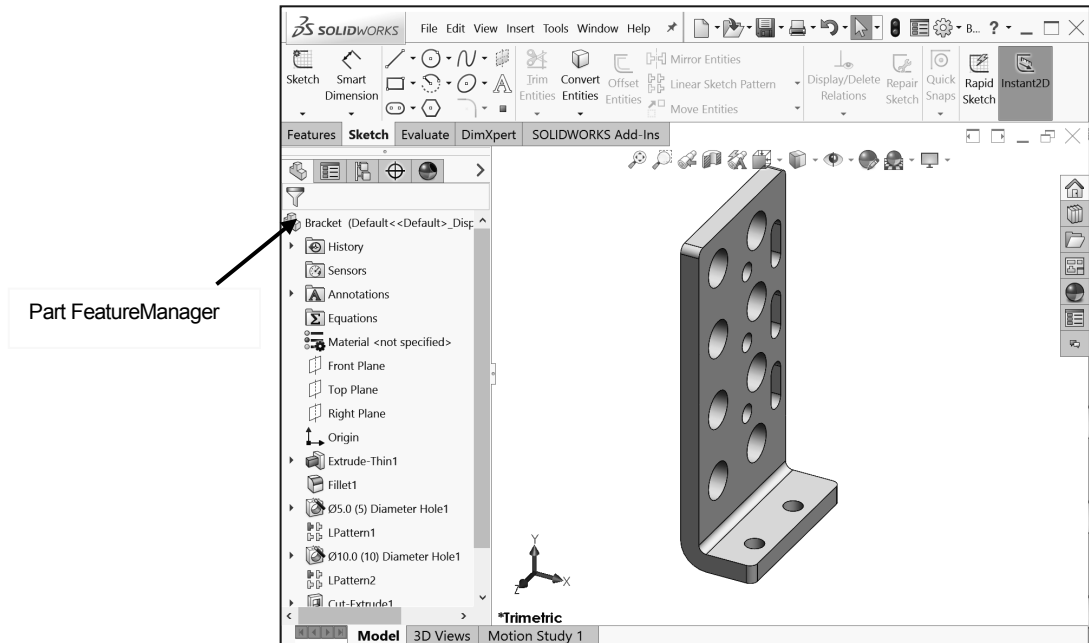 3S SOLIDWORKS File Edit View Insert Tools Window Help B... ?
Sketch Smart Dimension Trim Entities Convert Entities Offset Entities Mirror Entities Linear Sketch Pattern Move Entities Display/Delete Relations Repair Sketch Quick Snaps Rapid Sketch Instant2D
Features Sketch Evaluate DimXpert SOLIDWORKS Add-Ins
Bracket (Default<<Default>_Disp
History
Sensors
Annotations
Equations
Material <not specified>
Front Plane
Top Plane
Right Plane
Origin
Extrude-Thin1
Fillet1
Ø5.0 (5) Diameter Hole1
LPattern1
Ø10.0 (10) Diameter Hole1
LPattern2
Cut-Extrude1
Part FeatureManager
Y
X
Z
*Trimetric
Model 3D Views Motion Study 1